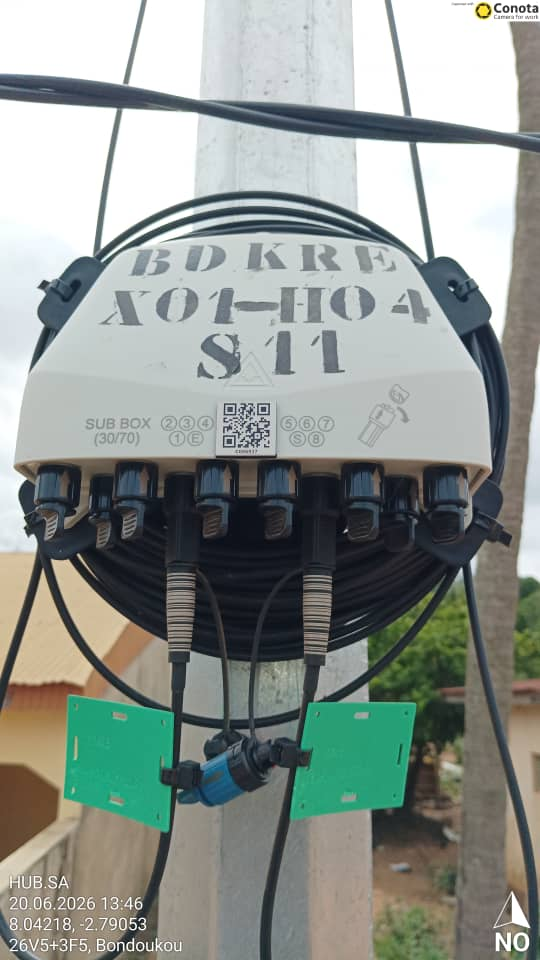 Conota
Camera for work
BDKRE
X01-H04
S11
SUB BOX
(30/70)
2 3 4
1 E
5 6 7
S 8
HUB.SA
20.06.2026 13:46
8.04218, -2.79053
26V5+3F5, Bondoukou
NO